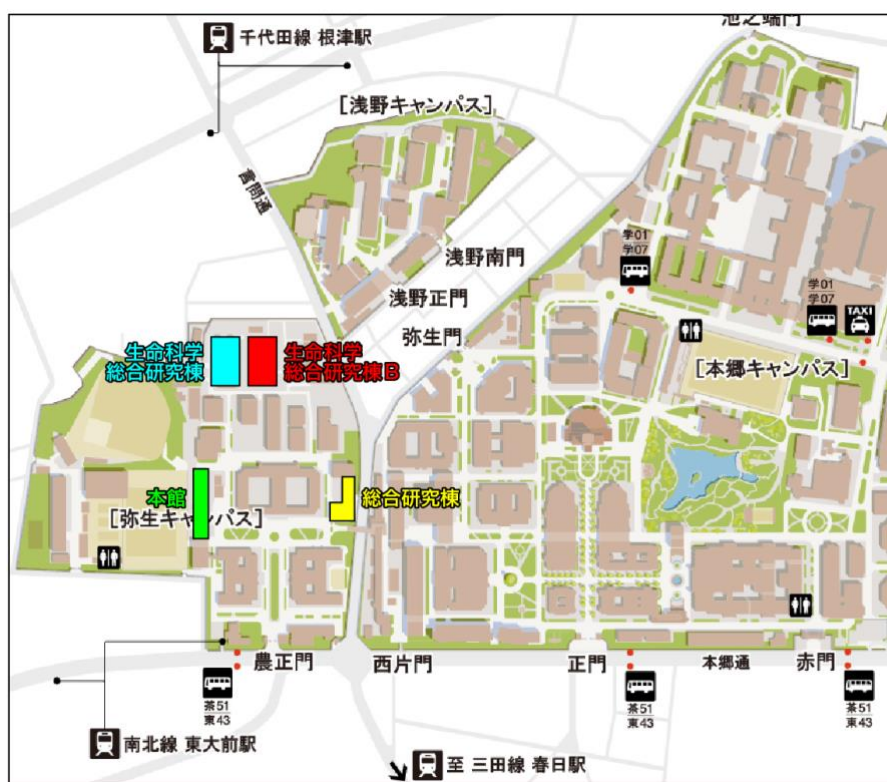 池之端門
千代田線 根津駅
[浅野キャンパス]
言問通
学01
学07
浅野南門
浅野正門
弥生門
学01
学07
TAXI
生命科学
総合研究棟
生命科学
総合研究棟B
[本郷キャンパス]
本館
総合研究棟
[弥生キャンパス]
農正門
西片門
正門
本郷通
赤門
茶51
東43
茶51
東43
茶51
東43
南北線 東大前駅
至 三田線 春日駅